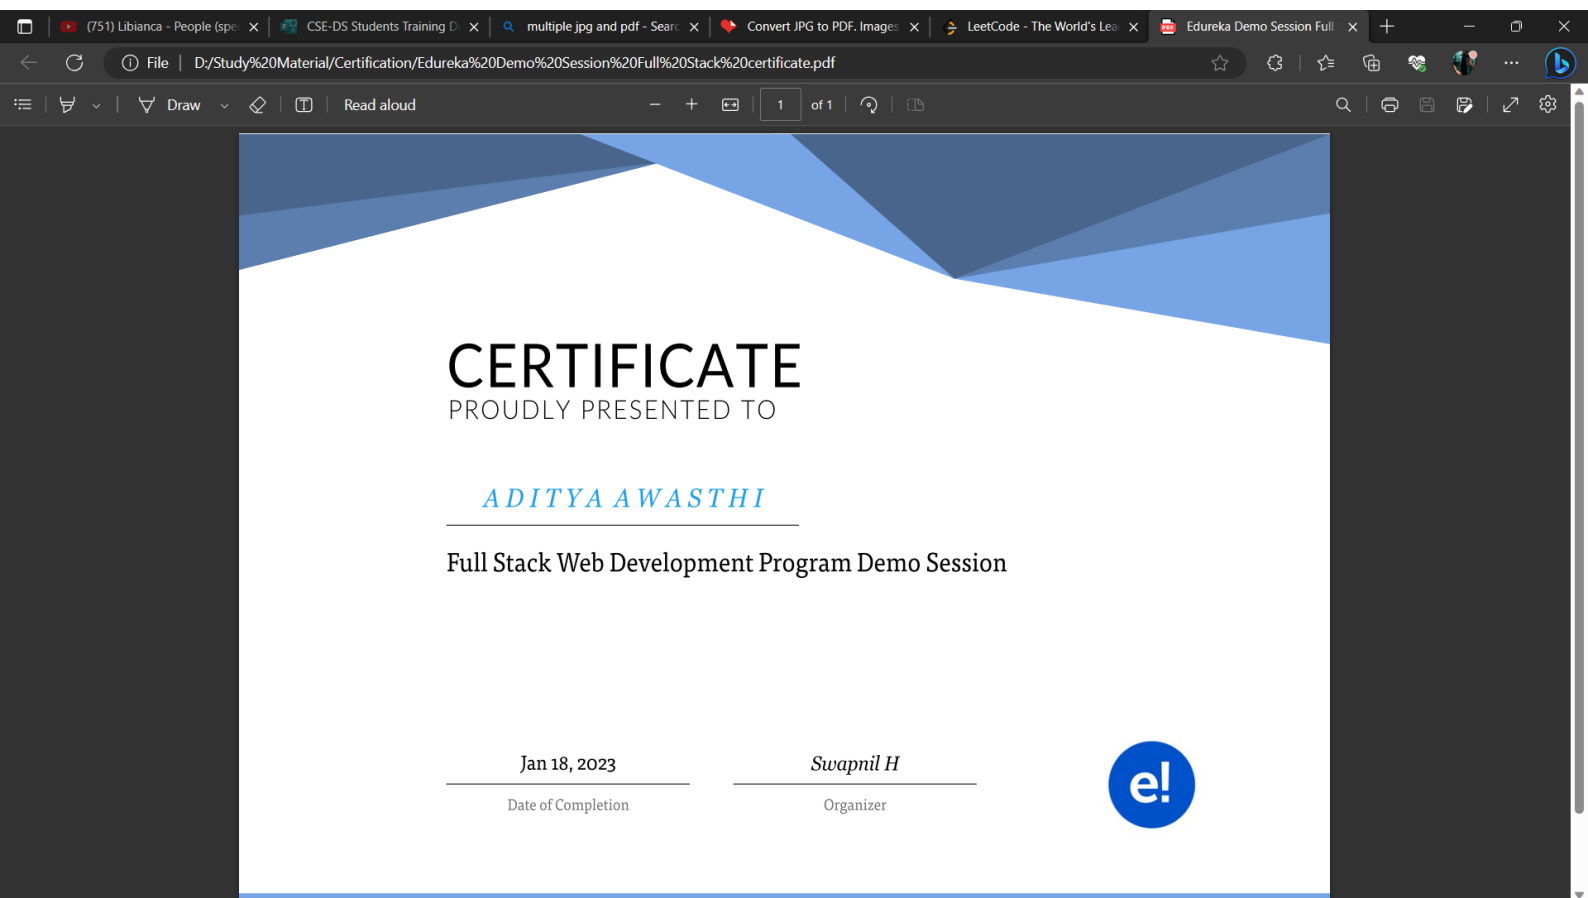 (751) Libianca - People (spe
CSE-DS Students Training D
multiple jpg and pdf - Searc
Convert JPG to PDF. Images
LeetCode - The World's Lea
Edureka Demo Session Full
File
D:/Study%20Material/Certification/Edureka%20Demo%20Session%20Full%20Stack%20certificate.pdf
Draw
Read aloud
1
of 1
CERTIFICATE
PROUDLY PRESENTED TO
ADITYA AWASTHI
Full Stack Web Development Program Demo Session
Jan 18, 2023
Swapnil H
Date of Completion
Organizer
e!